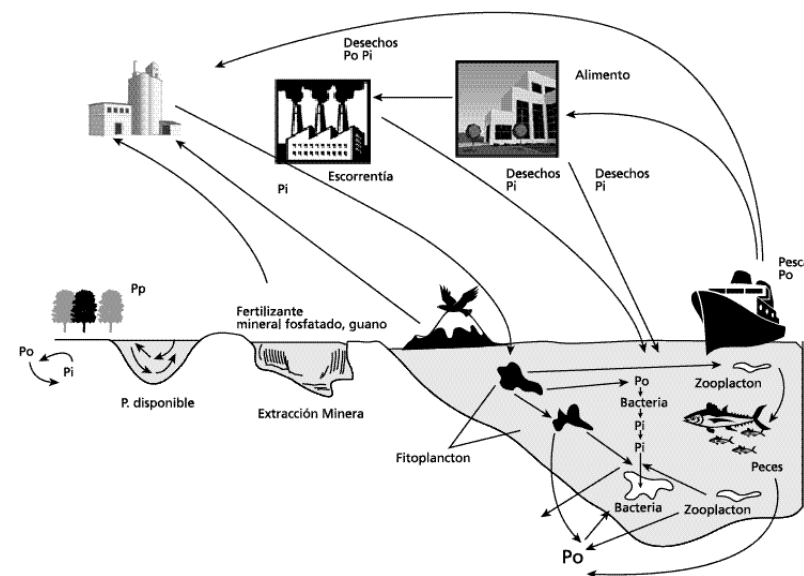 Desechos
Po Pi
Alimento
Escorrentía
Pi
Desechos
Pi
Desechos
Pi
Pesca
Po
Pp
Fertilizante
mineral fosfatado, guano
Po
Pi
P. disponible
Extracción Minera
Po
Bacteria
Pi
Pi
Zooplacton
Fitoplancton
Peces
Bacteria
Zooplacton
Po